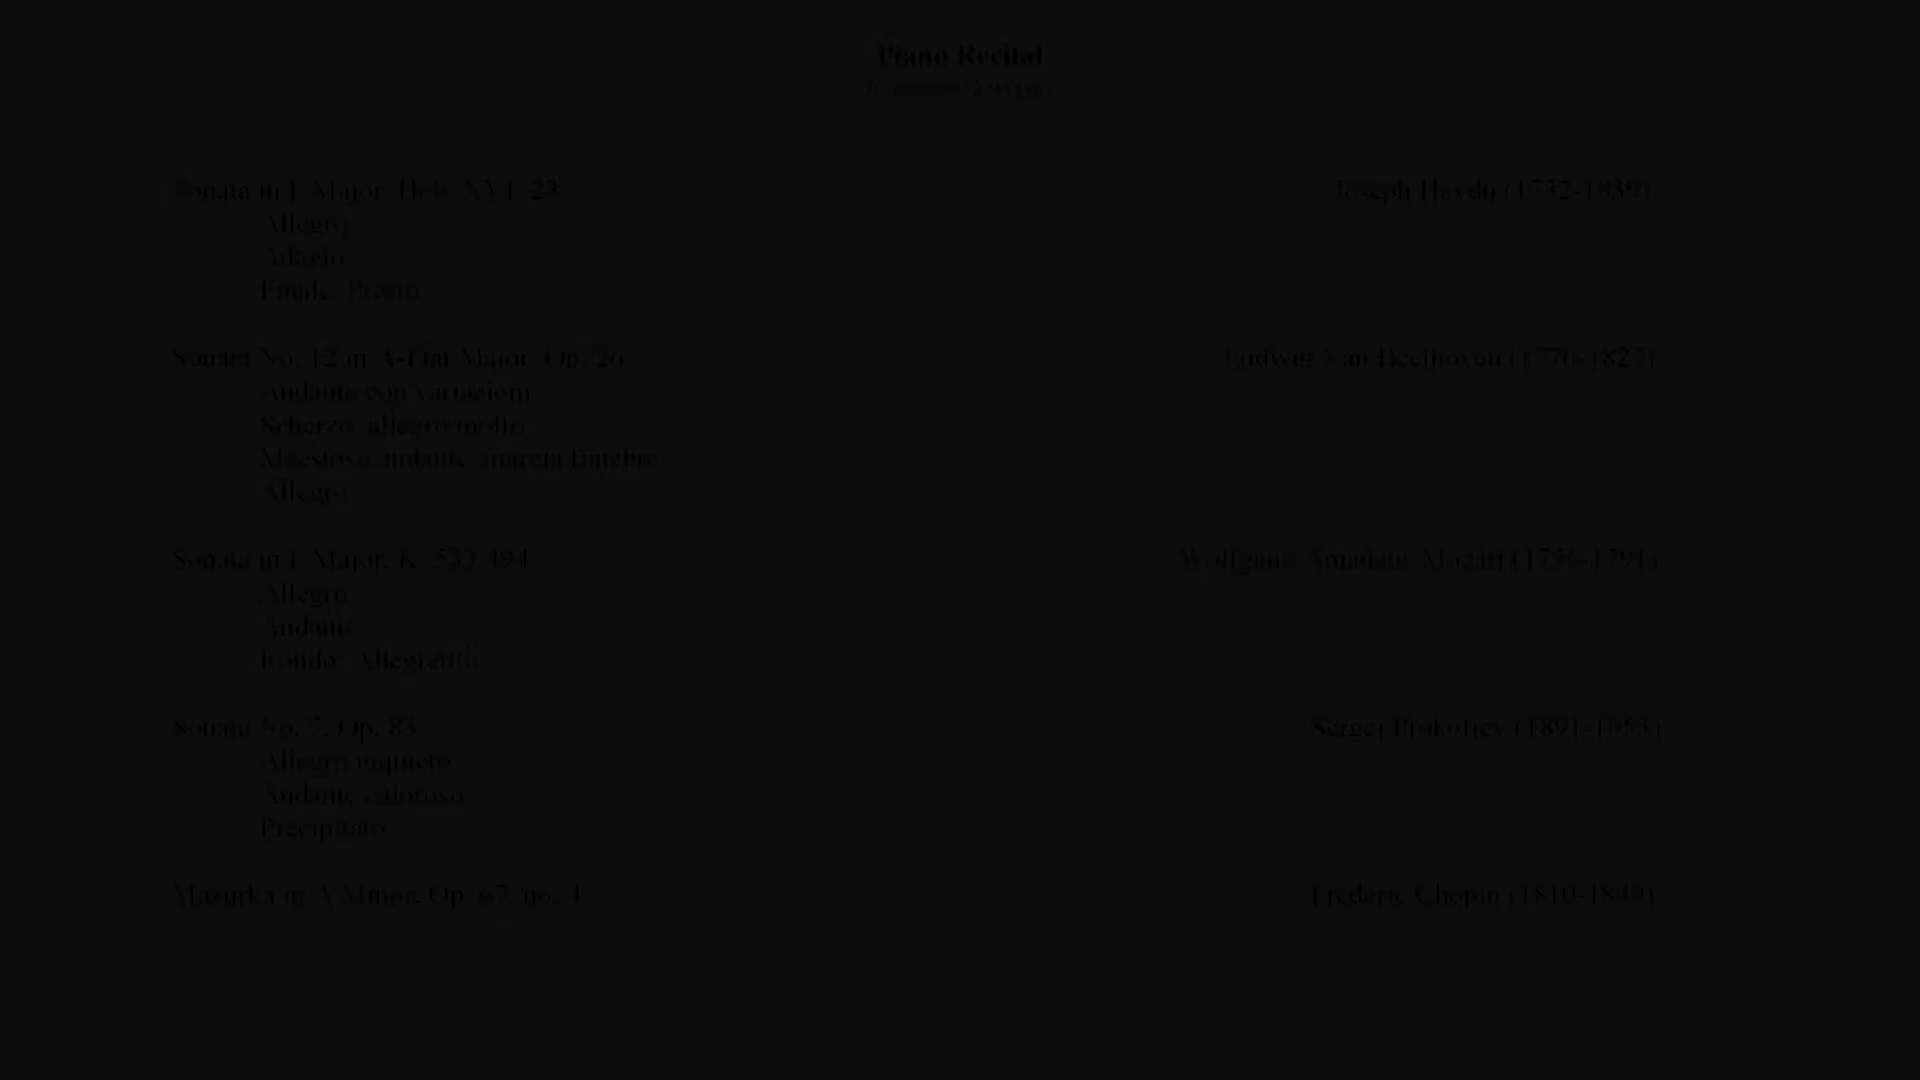 Piano Recital
Sonata in F Major, Hob. XVI: 23 Joseph Haydn (1732-1839)
Allegro
Adagio
Finale: Presto
Sonata No. 12 in A-Flat Major, Op. 26 Ludwig Van Beethoven (1770-1827)
Andante con variazioni
Scherzo, allegro molto
Maestoso andante, marcia funebre
Allegro
Sonata in F Major, K. 533/494 Wolfgang Amadeus Mozart (1756-1791)
Allegro
Andante
Rondo: Allegretto
Sonata No. 7, Op. 83 Sergei Prokofiev (1891-1953)
Allegro inquieto
Andante caloroso
Precipitato
Mazurka in A Minor, Op. 67, no. 4 Frederic Chopin (1810-1849)